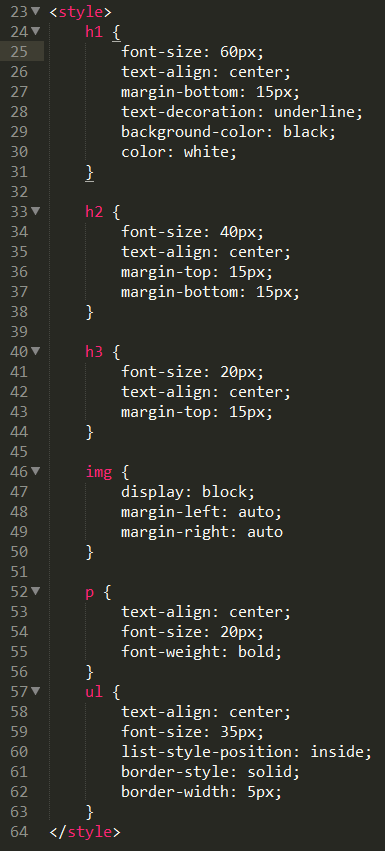 23 <style>
24 h1 {
25 font-size: 60px;
26 text-align: center;
27 margin-bottom: 15px;
28 text-decoration: underline;
29 background-color: black;
30 color: white;
31 }
32
33 h2 {
34 font-size: 40px;
35 text-align: center;
36 margin-top: 15px;
37 margin-bottom: 15px;
38 }
39
40 h3 {
41 font-size: 20px;
42 text-align: center;
43 margin-top: 15px;
44 }
45
46 img {
47 display: block;
48 margin-left: auto;
49 margin-right: auto
50 }
51
52 p {
53 text-align: center;
54 font-size: 20px;
55 font-weight: bold;
56 }
57 ul {
58 text-align: center;
59 font-size: 35px;
60 list-style-position: inside;
61 border-style: solid;
62 border-width: 5px;
63 }
64 </style>